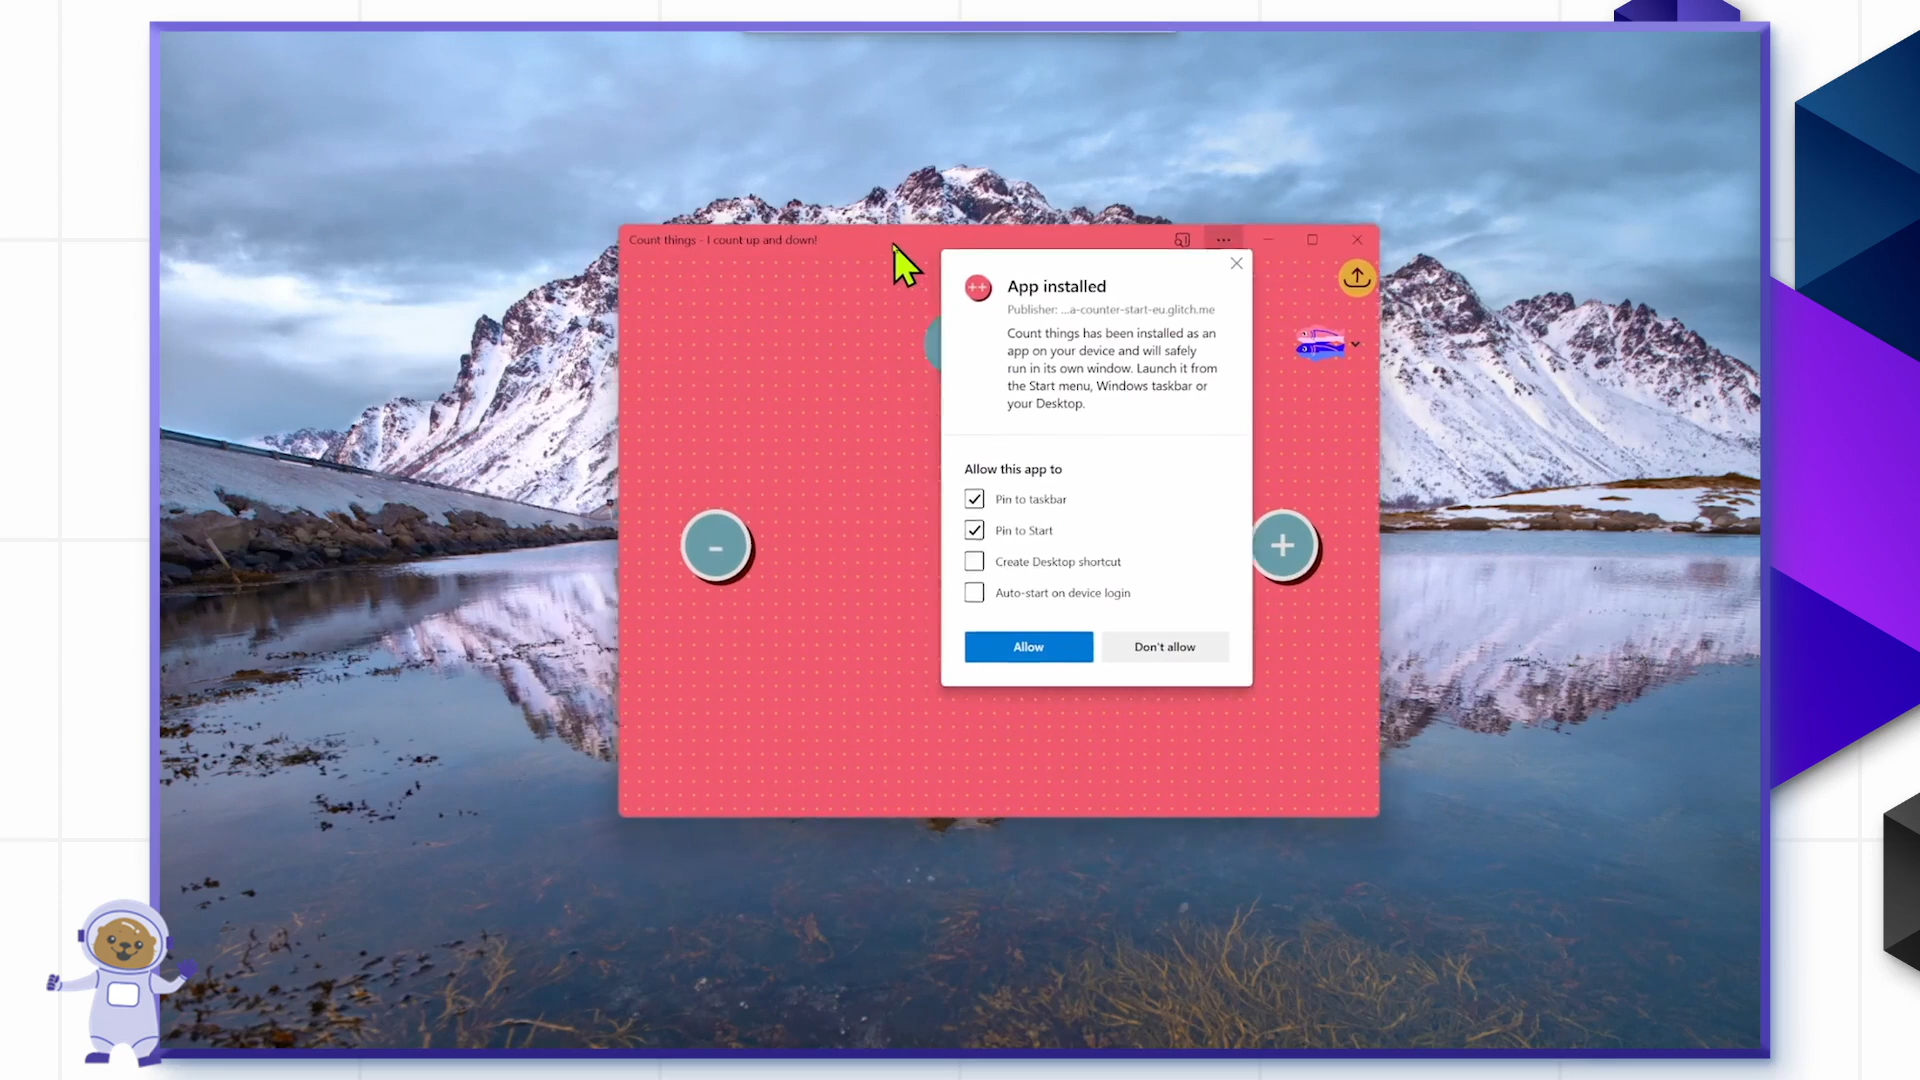 Count things - I count up and down!
App installed
Publisher: ...a-counter-start-eu.glitch.me
Count things has been installed as an
app on your device and will safely
run in its own window. Launch it from
the Start menu, Windows taskbar or
your Desktop.
Allow this app to
Pin to taskbar
Pin to Start
Create Desktop shortcut
Auto-start on device login
Allow
Don't allow
-
+